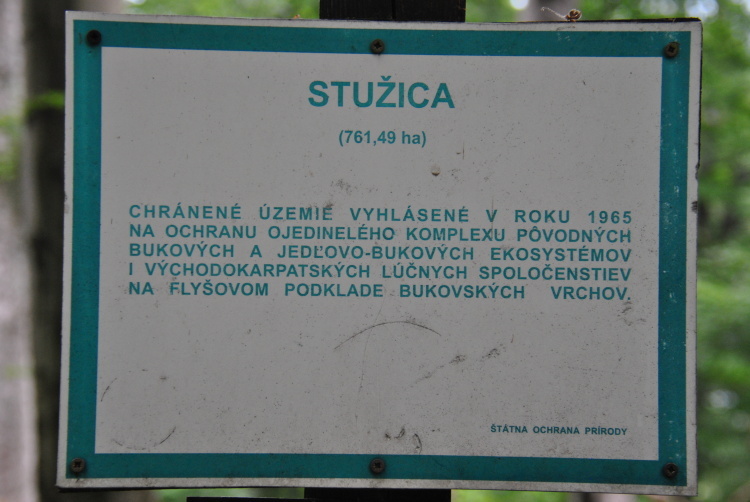 STUŽICA
(761,49 ha)
CHRÁNENÉ ÚZEMIE VYHLÁSENÉ V ROKU 1965
NA OCHRANU OJEDINELÉHO KOMPLEXU PÔVODNÝCH
BUKOVÝCH A JEDĽOVO-BUKOVÝCH EKOSYSTÉMOV
I VÝCHODOKARPATSKÝCH LÚČNYCH SPOLOČENSTIEV
NA FLYŠOVOM PODKLADE BUKOVSKÝCH VRCHOV.
ŠTÁTNA OCHRANA PRÍRODY